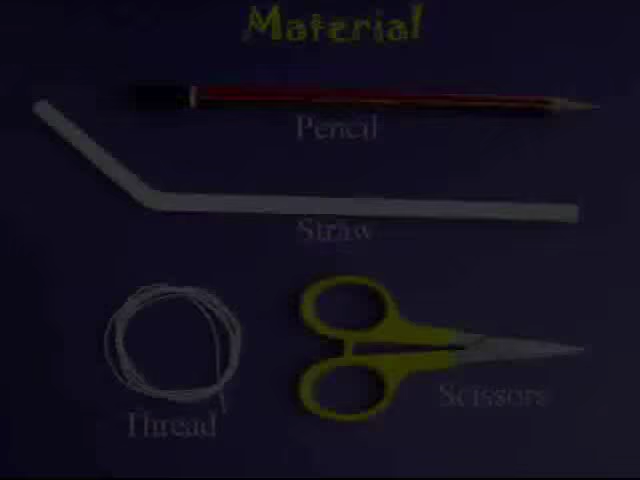 Material
Pencil
Straw
Thread
Scissors